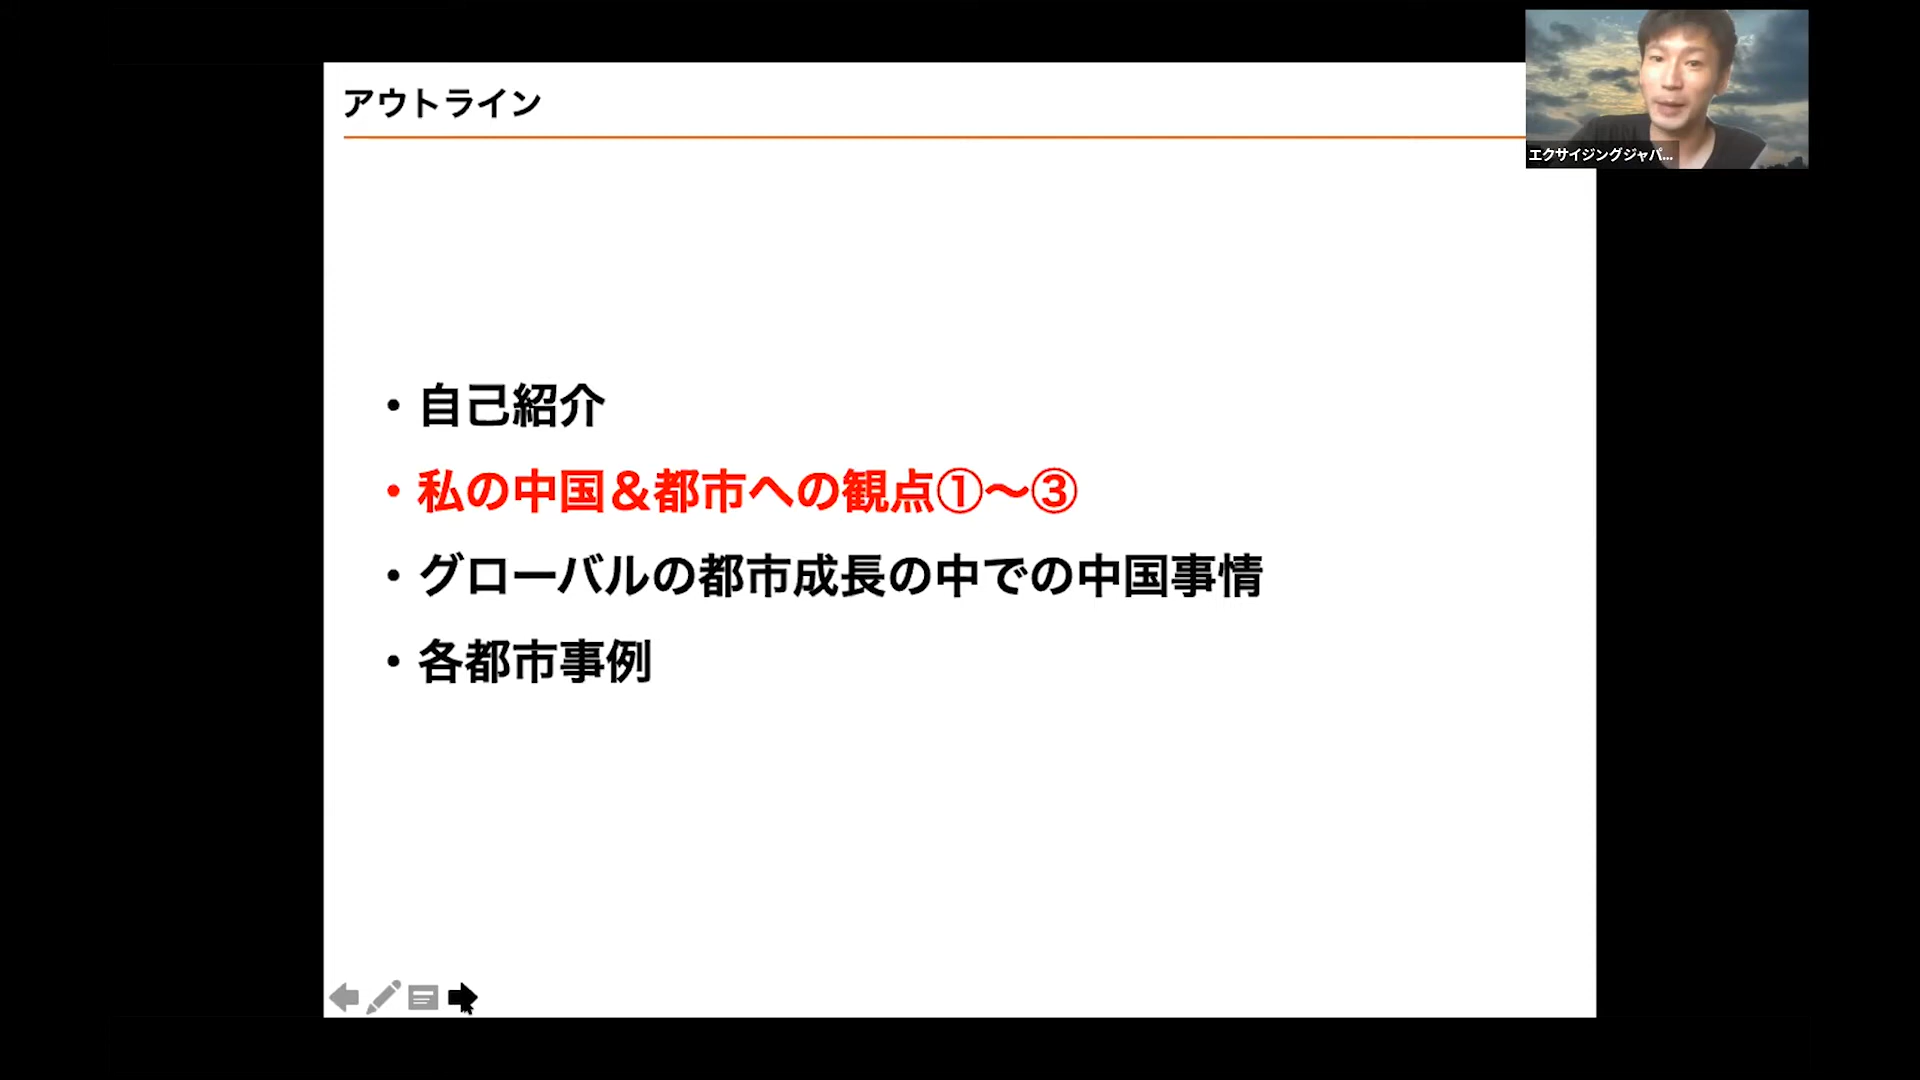 アウトライン
エクサイジングジャパ...
・自己紹介
・私の中国＆都市への観点①〜③
・グローバルの都市成長の中での中国事情
・各都市事例